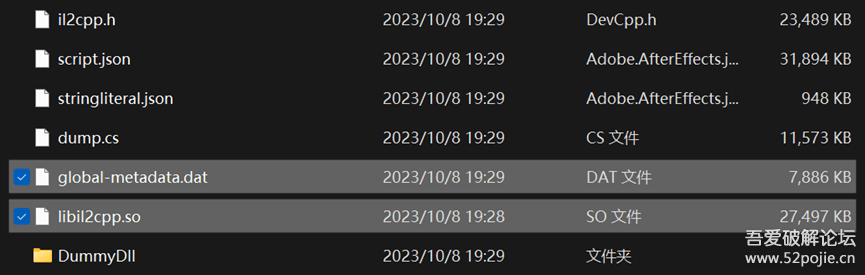 il2cpp.h 2023/10/8 19:29 DevCpp.h 23,489 KB
script.json 2023/10/8 19:29 Adobe.AfterEffects.j... 31,894 KB
stringliteral.json 2023/10/8 19:29 Adobe.AfterEffects.j... 948 KB
dump.cs 2023/10/8 19:29 CS 文件 11,573 KB
global-metadata.dat 2023/10/8 19:29 DAT 文件 7,886 KB
libil2cpp.so 2023/10/8 19:28 SO 文件 27,497 KB
DummyDll 2023/10/8 19:29 文件夹
吾爱破解论坛
www.52pojie.cn